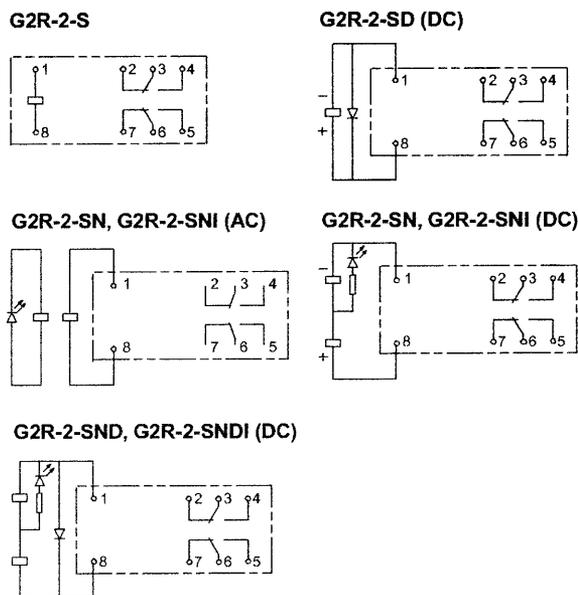 G2R-2-S
1 2 3 4
8 7 6 5
G2R-2-SD (DC)
−
+
1 2 3 4
8 7 6 5
G2R-2-SN, G2R-2-SNI (AC)
1 2 3 4
8 7 6 5
G2R-2-SN, G2R-2-SNI (DC)
−
+
1 2 3 4
8 7 6 5
G2R-2-SND, G2R-2-SNDI (DC)
1 2 3 4
8 7 6 5